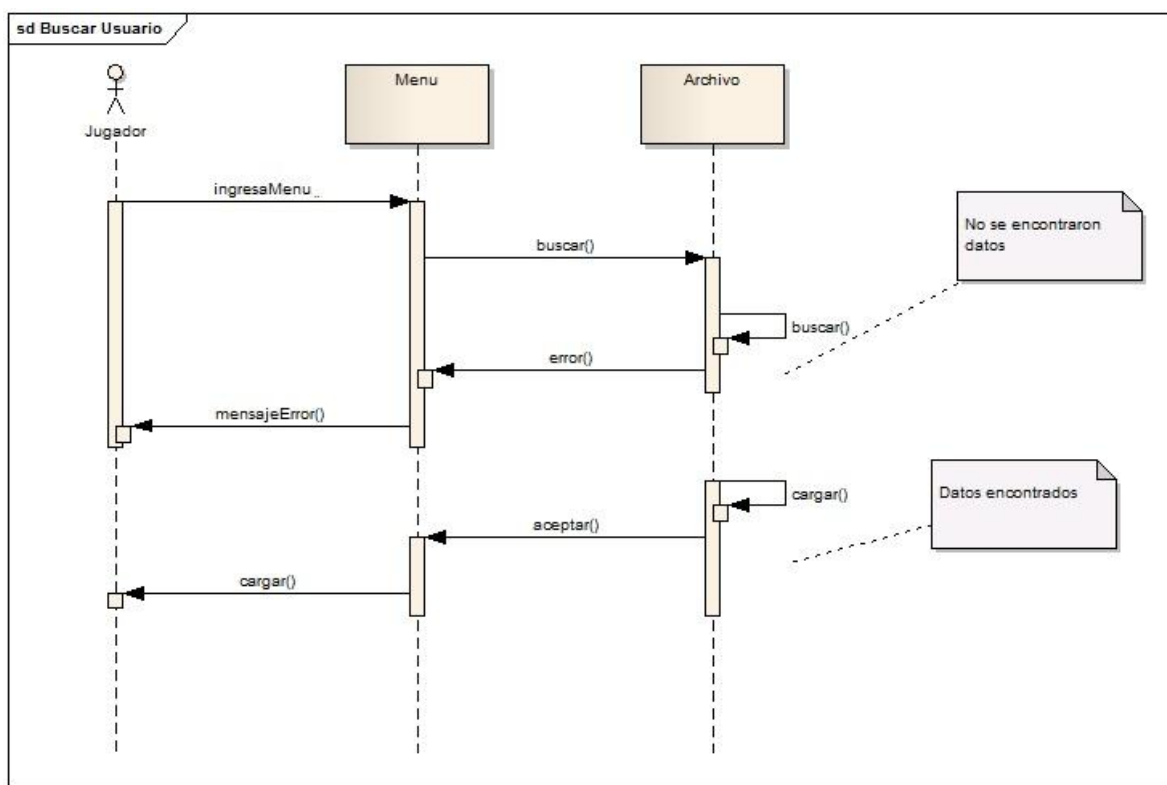 sd Buscar Usuario
Jugador
Menu
Archivo
ingresaMenu
buscar()
No se encontraron
datos
buscar()
error()
mensajeError()
cargar()
Datos encontrados
aceptar()
cargar()